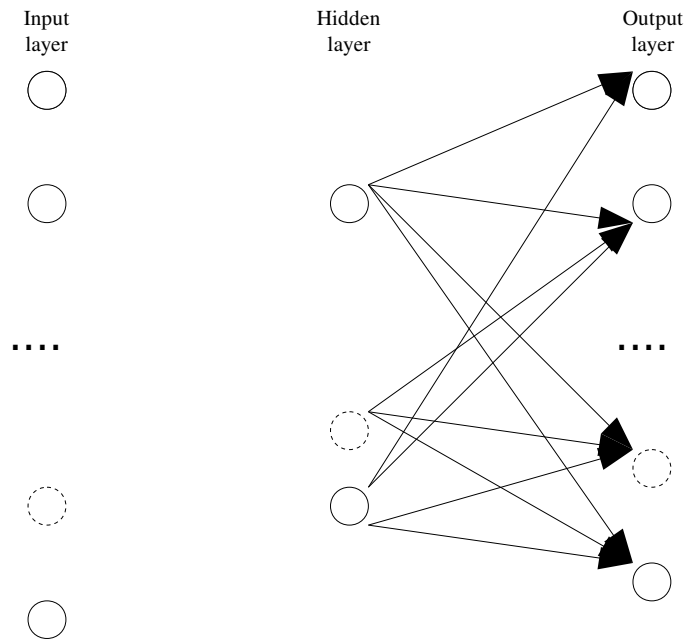 Input
layer
Hidden
layer
Output
layer
....
....